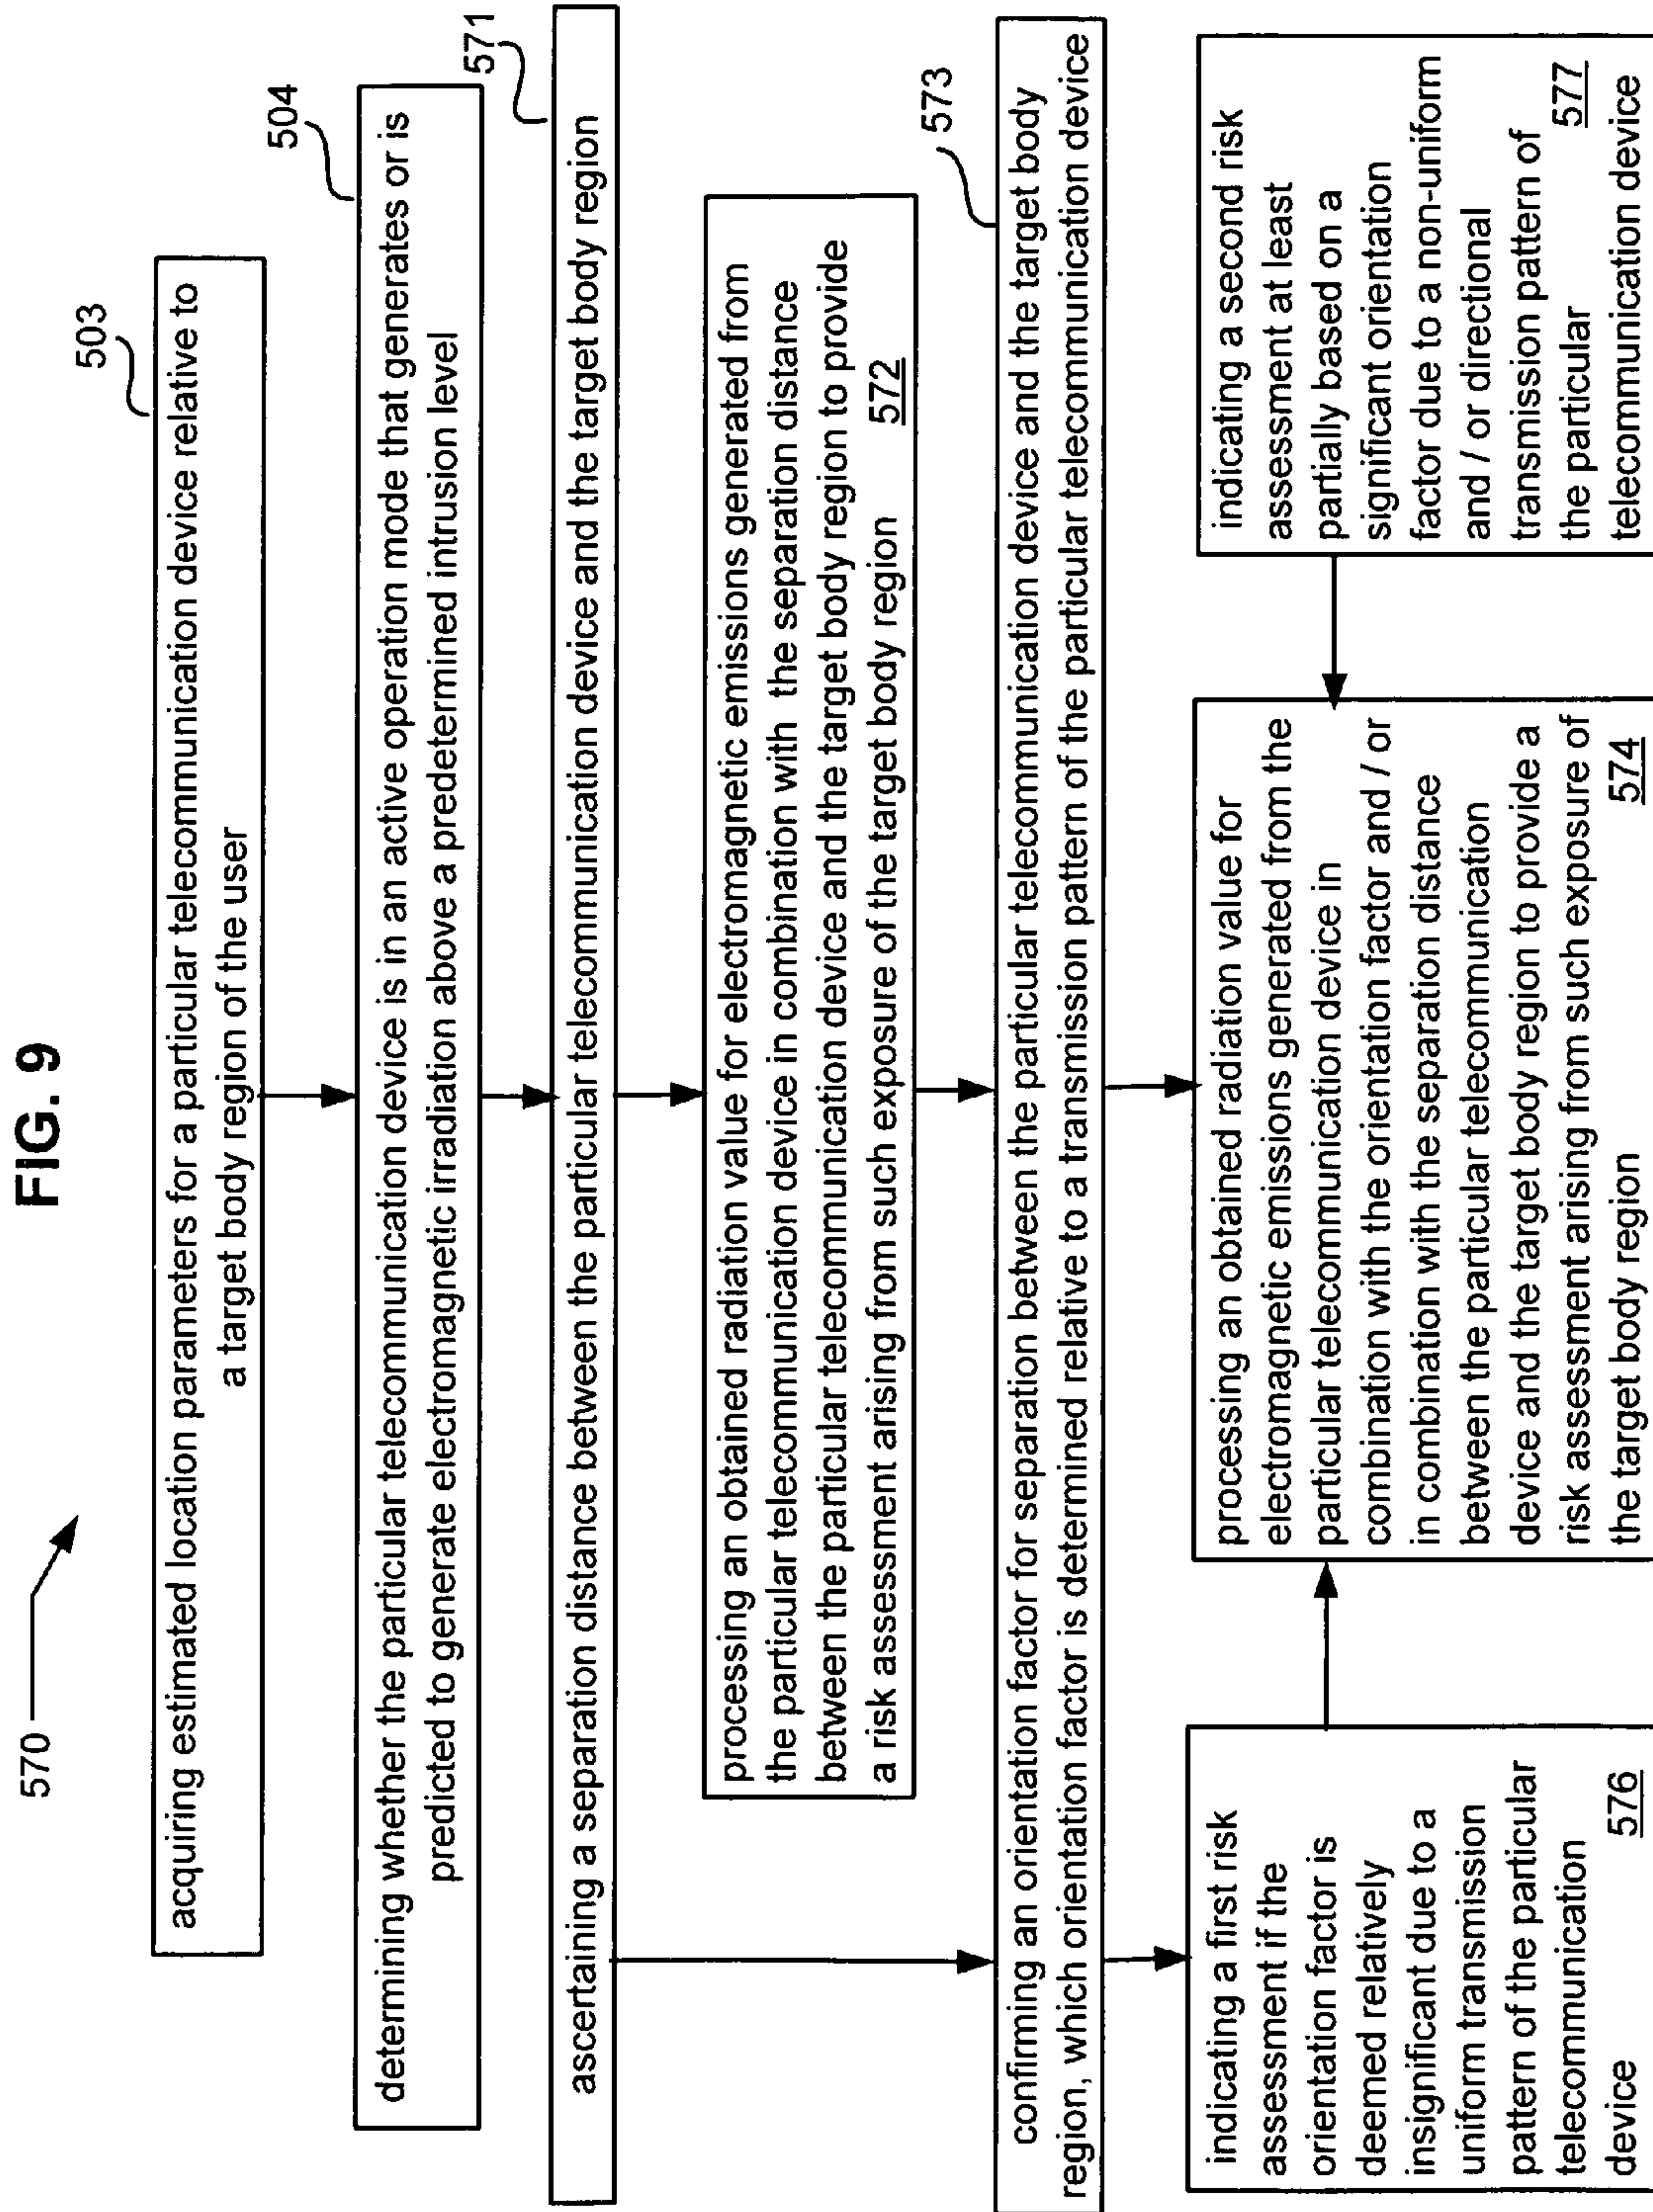 FIG. 9
570
503
acquiring estimated location parameters for a particular telecommunication device relative to
a target body region of the user
504
determining whether the particular telecommunication device is in an active operation mode that generates or is
predicted to generate electromagnetic irradiation above a predetermined intrusion level
571
ascertaining a separation distance between the particular telecommunication device and the target body region
processing an obtained radiation value for electromagnetic emissions generated from
the particular telecommunication device in combination with the separation distance
between the particular telecommunication device and the target body region to provide
a risk assessment arising from such exposure of the target body region 572
573
confirming an orientation factor for separation between the particular telecommunication device and the target body
region, which orientation factor is determined relative to a transmission pattern of the particular telecommunication device
indicating a first risk
assessment if the
orientation factor is
deemed relatively
insignificant due to a
uniform transmission
pattern of the particular
telecommunication
device 576
processing an obtained radiation value for
electromagnetic emissions generated from the
particular telecommunication device in
combination with the orientation factor and / or
in combination with the separation distance
between the particular telecommunication
device and the target body region to provide a
risk assessment arising from such exposure of
the target body region 574
indicating a second risk
assessment at least
partially based on a
significant orientation
factor due to a non-uniform
and / or directional
transmission pattern of
the particular 577
telecommunication device